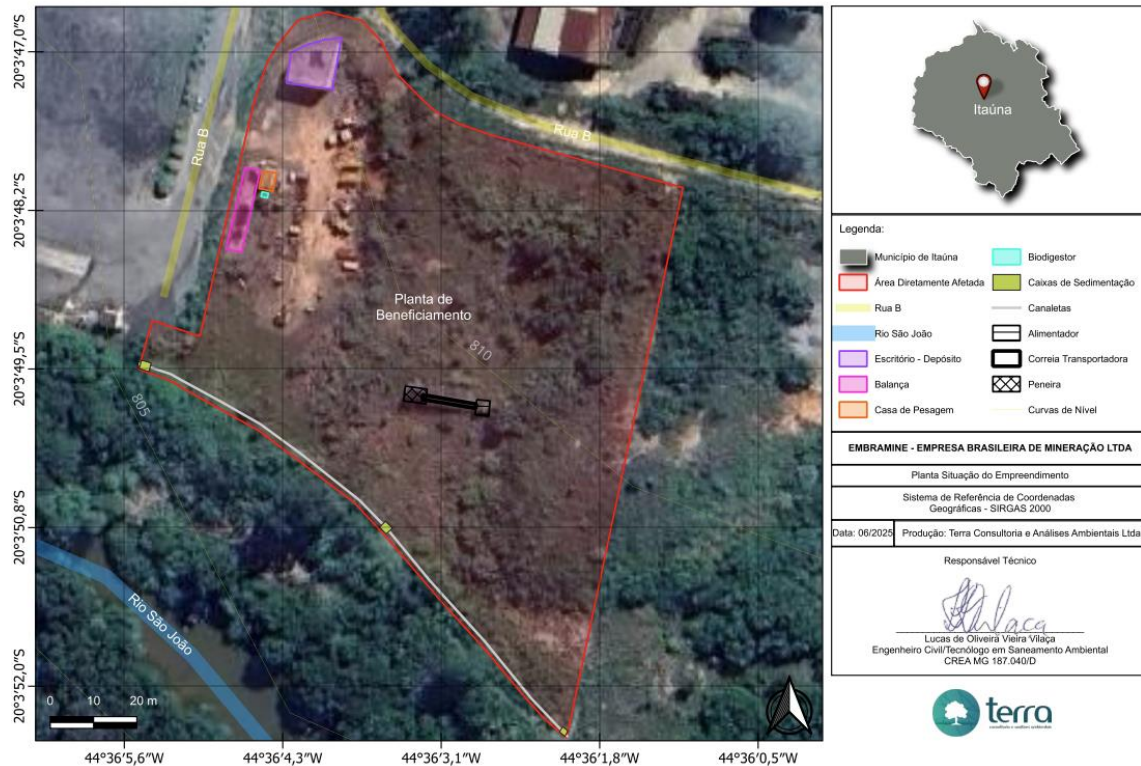 20°3'47,0"S
20°3'48,2"S
20°3'49,5"S
20°3'50,8"S
20°3'52,0"S
Rua B
Rua B
Planta de
Beneficiamento
810
805
Rio São João
0 10 20 m
44°36'5,6"W
44°36'4,3"W
44°36'3,1"W
44°36'1,8"W
44°36'0,5"W
Itaúna
Legenda:
Município de Itaúna
Área Diretamente Afetada
Rua B
Rio São João
Escritório - Depósito
Balança
Casa de Pesagem
Biodigestor
Caixas de Sedimentação
Canaletas
Alimentador
Correia Transportadora
Peneira
Curvas de Nível
EMBRAMINE - EMPRESA BRASILEIRA DE MINERAÇÃO LTDA
Planta Situação do Empreendimento
Sistema de Referência de Coordenadas
Geográficas - SIRGAS 2000
Data: 06/2025
Produção: Terra Consultoria e Análises Ambientais Ltda
Responsável Técnico
Lucas de Oliveira Vieira Vilaça
Engenheiro Civil/Tecnólogo em Saneamento Ambiental
CREA MG 187.040/D
terra
consultoria e análises ambientais